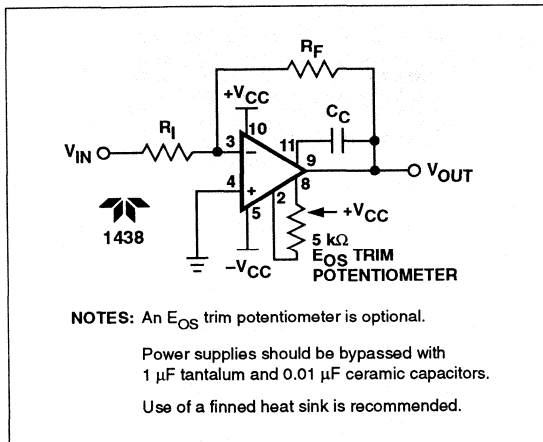 R_F
+V_CC
C_C
R_I
10
11
V_IN
3
−
9
V_OUT
4
+
8
2
5
+V_CC
1438
5 kΩ
−V_CC
E_OS TRIM
POTENTIOMETER
NOTES: An E_OS trim potentiometer is optional.
Power supplies should be bypassed with
1 µF tantalum and 0.01 µF ceramic capacitors.
Use of a finned heat sink is recommended.